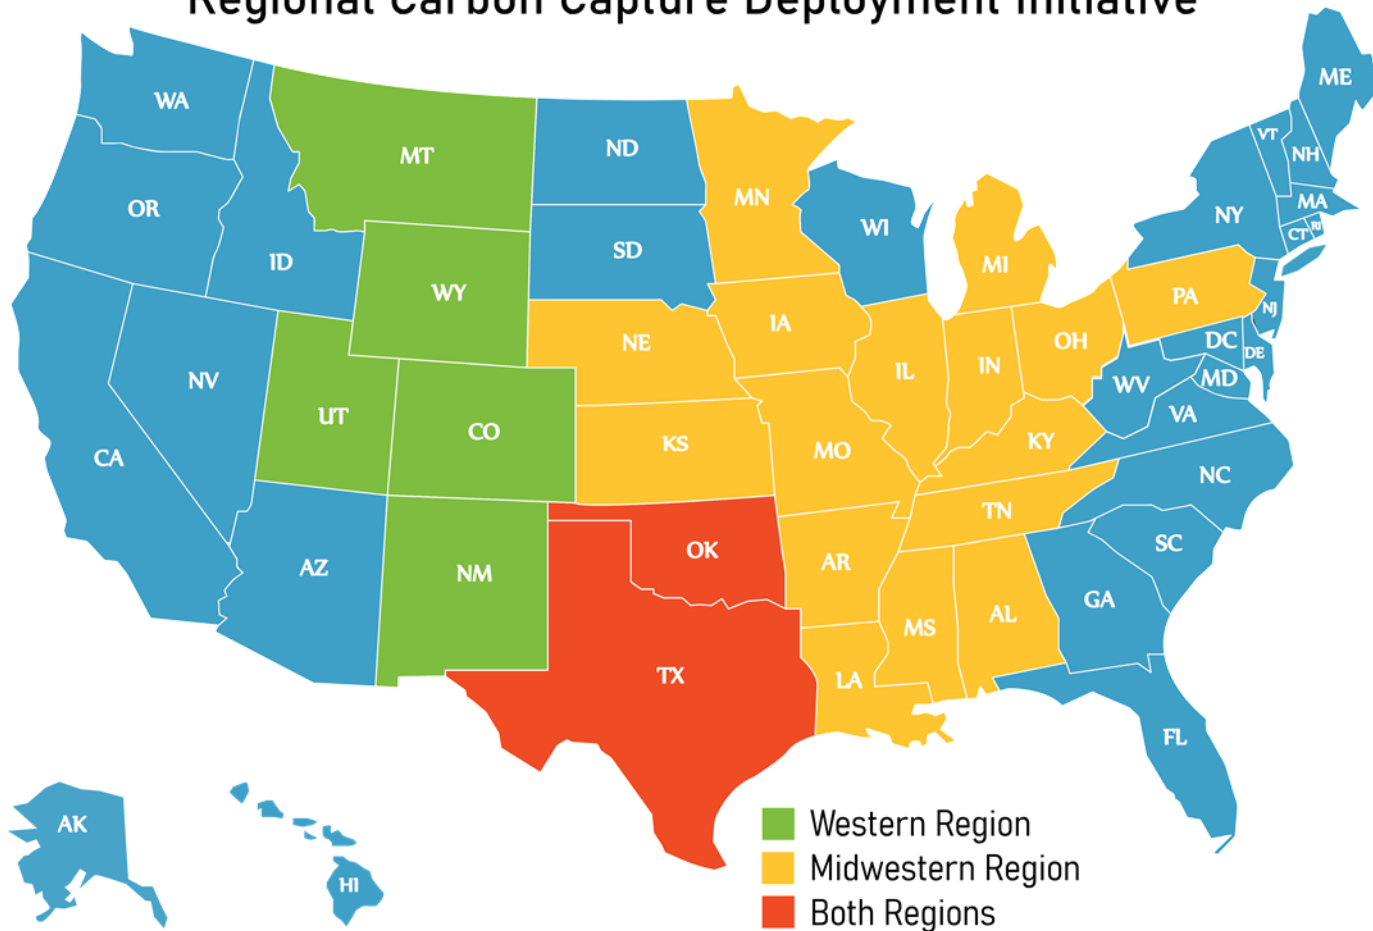 Regional Carbon Capture Deployment Initiative
WA
MT
ND
MN
ME
VT
NH
OR
ID
WY
SD
WI
MI
NY
MA
CT
RI
NV
UT
CO
NE
IA
IL
IN
OH
PA
NJ
DC
DE
WV
MD
VA
CA
KS
MO
KY
NC
AZ
NM
OK
AR
TN
SC
TX
LA
MS
AL
GA
FL
AK
HI
Western Region
Midwestern Region
Both Regions